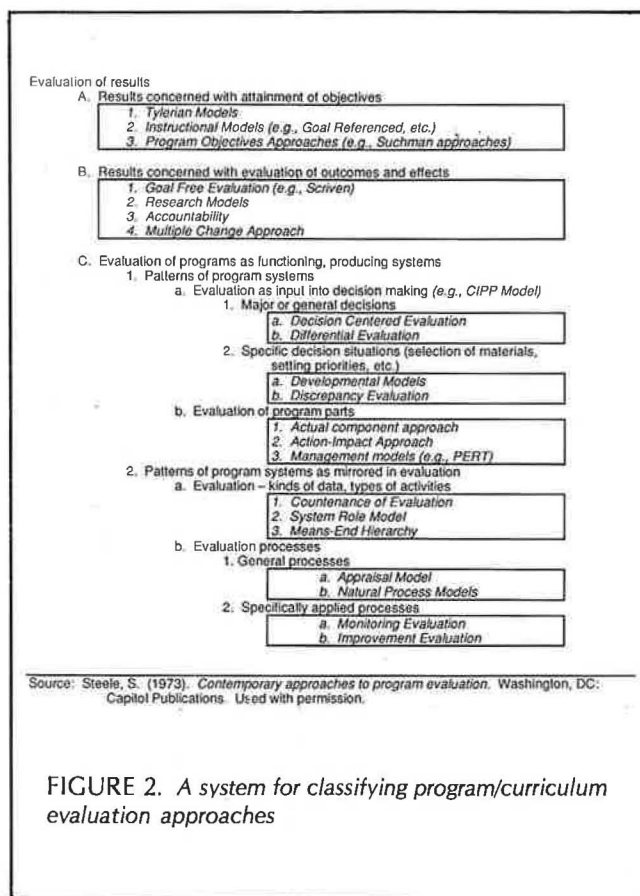 Evaluation of results
A. Results concerned with attainment of objectives
1. Tylerian Models
2. Instructional Models (e.g., Goal Referenced, etc.)
3. Program Objectives Approaches (e.g., Suchman approaches)
B. Results concerned with evaluation of outcomes and effects
1. Goal Free Evaluation (e.g., Scriven)
2. Research Models
3. Accountability
4. Multiple Change Approach
C. Evaluation of programs as functioning, producing systems
1. Patterns of program systems
a. Evaluation as input into decision making (e.g., CIPP Model)
1. Major or general decisions
a. Decision Centered Evaluation
b. Differential Evaluation
2. Specific decision situations (selection of materials,
setting priorities, etc.)
a. Developmental Models
b. Discrepancy Evaluation
b. Evaluation of program parts
1. Actual component approach
2. Action-Impact Approach
3. Management models (e.g., PERT)
2. Patterns of program systems as mirrored in evaluation
a. Evaluation – kinds of data, types of activities
1. Countenance of Evaluation
2. System Role Model
3. Means-End Hierarchy
b. Evaluation processes
1. General processes
a. Appraisal Model
b. Natural Process Models
2. Specifically applied processes
a. Monitoring Evaluation
b. Improvement Evaluation
Source: Steele, S. (1973). Contemporary approaches to program evaluation. Washington, DC:
Capitol Publications. Used with permission.
FIGURE 2. A system for classifying program/curriculum
evaluation approaches